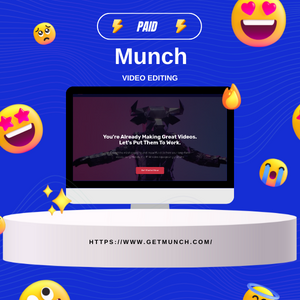 PAID
Munch
VIDEO EDITING
You're Already Making Great Videos.
Let's Put Them To Work.
HTTPS://WWW.GETMUNCH.COM/